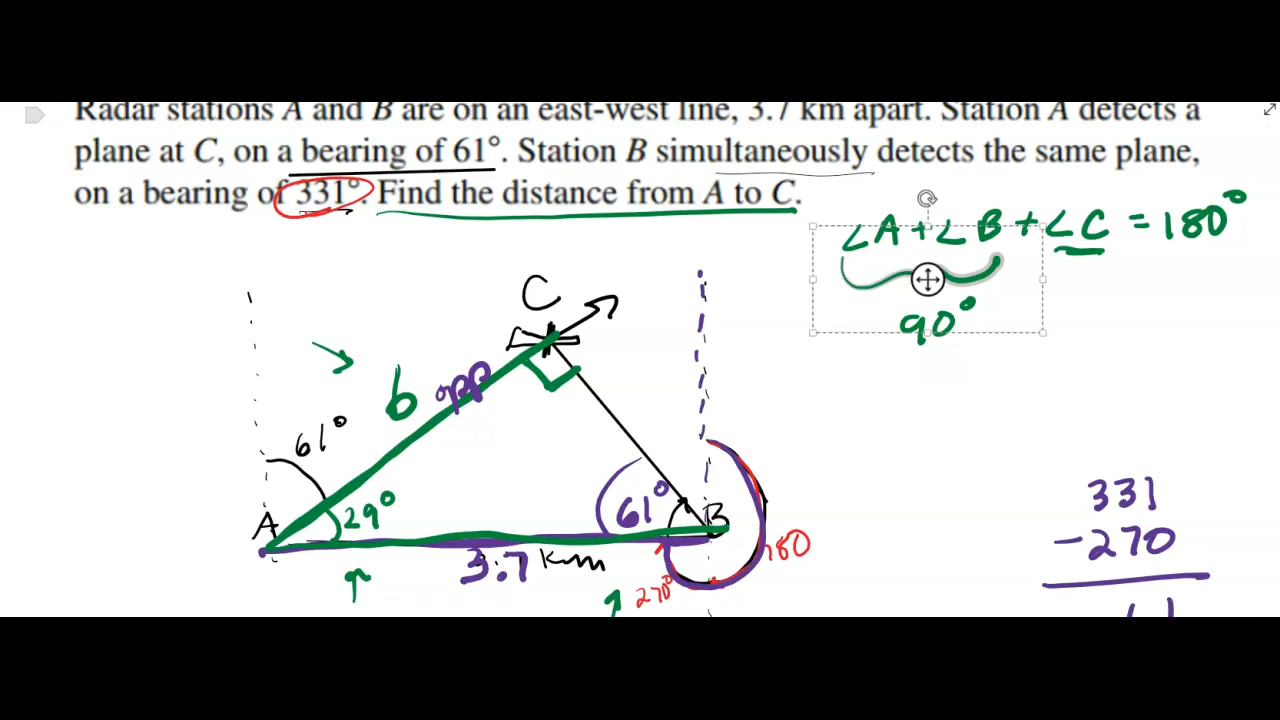 Radar stations A and B are on an east-west line, 3.7 km apart. Station A detects a
plane at C, on a bearing of 61°. Station B simultaneously detects the same plane,
on a bearing of 331°. Find the distance from A to C.
∠A + ∠B + ∠C = 180°
90°
C
b opp
61°
A
29°
61°
B
3.7 km
180
270°
331
- 270